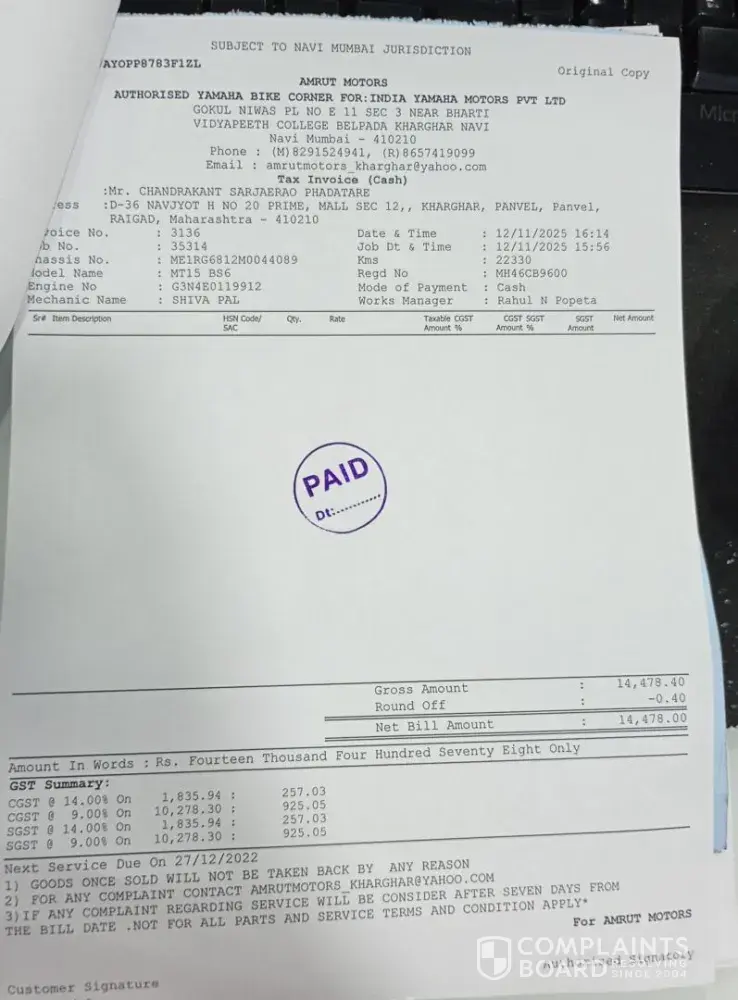 SUBJECT TO NAVI MUMBAI JURISDICTION
AYOPP8783F1ZL
Original Copy
AMRUT MOTORS
AUTHORISED YAMAHA BIKE CORNER FOR:INDIA YAMAHA MOTORS PVT LTD
GOKUL NIWAS PL NO E 11 SEC 3 NEAR BHARTI
VIDYAPEETH COLLEGE BELPADA KHARGHAR NAVI
Navi Mumbai - 410210
Phone : (M)8291524941, (R)8657419099
Email : amrutmotors_kharghar@yahoo.com
Tax Invoice (Cash)
:Mr. CHANDRAKANT SARJAERAO PHADATARE
ess :D-36 NAVJYOT H NO 20 PRIME, MALL SEC 12,, KHARGHAR, PANVEL, Panvel,
RAIGAD, Maharashtra - 410210
voice No. : 3136 Date & Time : 12/11/2025 16:14
b No. : 35314 Job Dt & Time : 12/11/2025 15:56
hassis No. : ME1RG6812M0044089 Kms : 22330
odel Name : MT15 BS6 Regd No : MH46CB9600
Engine No : G3N4E0119912 Mode of Payment : Cash
Mechanic Name : SHIVA PAL Works Manager : Rahul N Popeta
Sr# Item Description HSN Code/ Qty. Rate Taxable CGST CGST SGST SGST Net Amount
SAC Amount % Amount % Amount
PAID
Dt:..........
Gross Amount : 14,478.40
Round Off : -0.40
Net Bill Amount : 14,478.00
Amount In Words : Rs. Fourteen Thousand Four Hundred Seventy Eight Only
GST Summary:
CGST @ 14.00% On 1,835.94 : 257.03
CGST @ 9.00% On 10,278.30 : 925.05
SGST @ 14.00% On 1,835.94 : 257.03
SGST @ 9.00% On 10,278.30 : 925.05
Next Service Due On 27/12/2022
1) GOODS ONCE SOLD WILL NOT BE TAKEN BACK BY ANY REASON
2) FOR ANY COMPLAINT CONTACT AMRUTMOTORS_KHARGHAR@YAHOO.COM
3)IF ANY COMPLAINT REGARDING SERVICE WILL BE CONSIDER AFTER SEVEN DAYS FROM
THE BILL DATE .NOT FOR ALL PARTS AND SERVICE TERMS AND CONDITION APPLY*
For AMRUT MOTORS
Authorised Signatory
Customer Signature
COMPLAINTS
BOARD RESOLVING
SINCE 2004